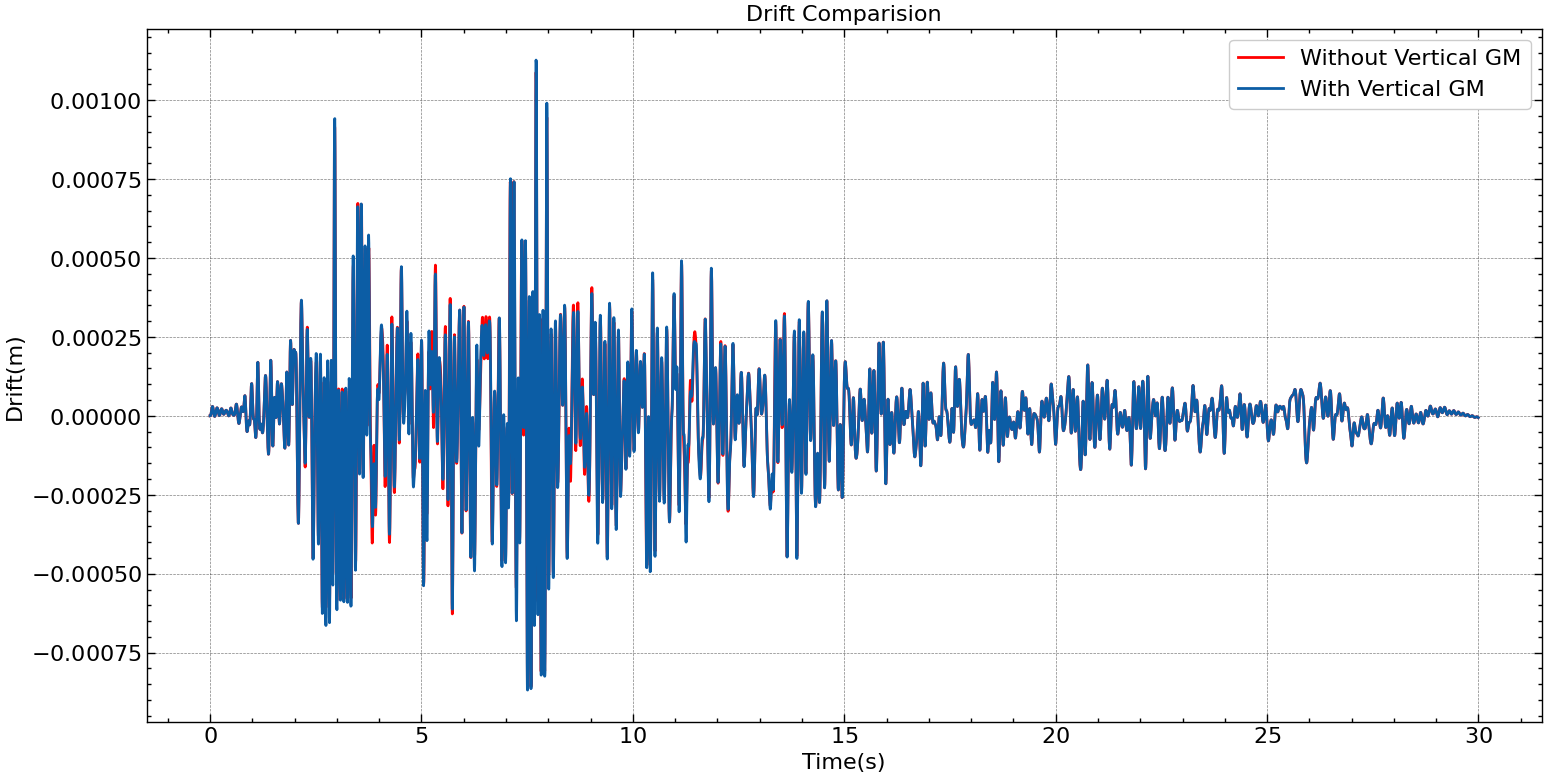 Drift Comparision
Without Vertical GM
With Vertical GM
0.00100
0.00075
0.00050
0.00025
0.00000
−0.00025
−0.00050
−0.00075
Drift(m)
0 5 10 15 20 25 30
Time(s)